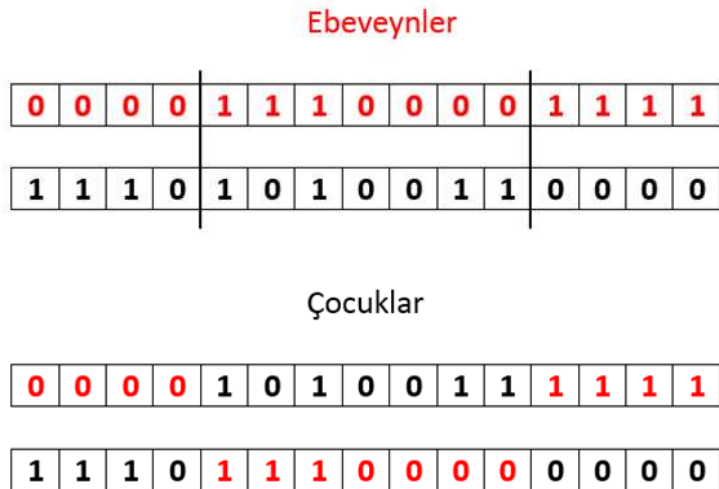 Ebeveynler
0 0 0 0 1 1 1 0 0 0 0 1 1 1 1
1 1 1 0 1 0 1 0 0 1 1 0 0 0 0
Çocuklar
0 0 0 0 1 0 1 0 0 1 1 1 1 1 1
1 1 1 0 1 1 1 0 0 0 0 0 0 0 0